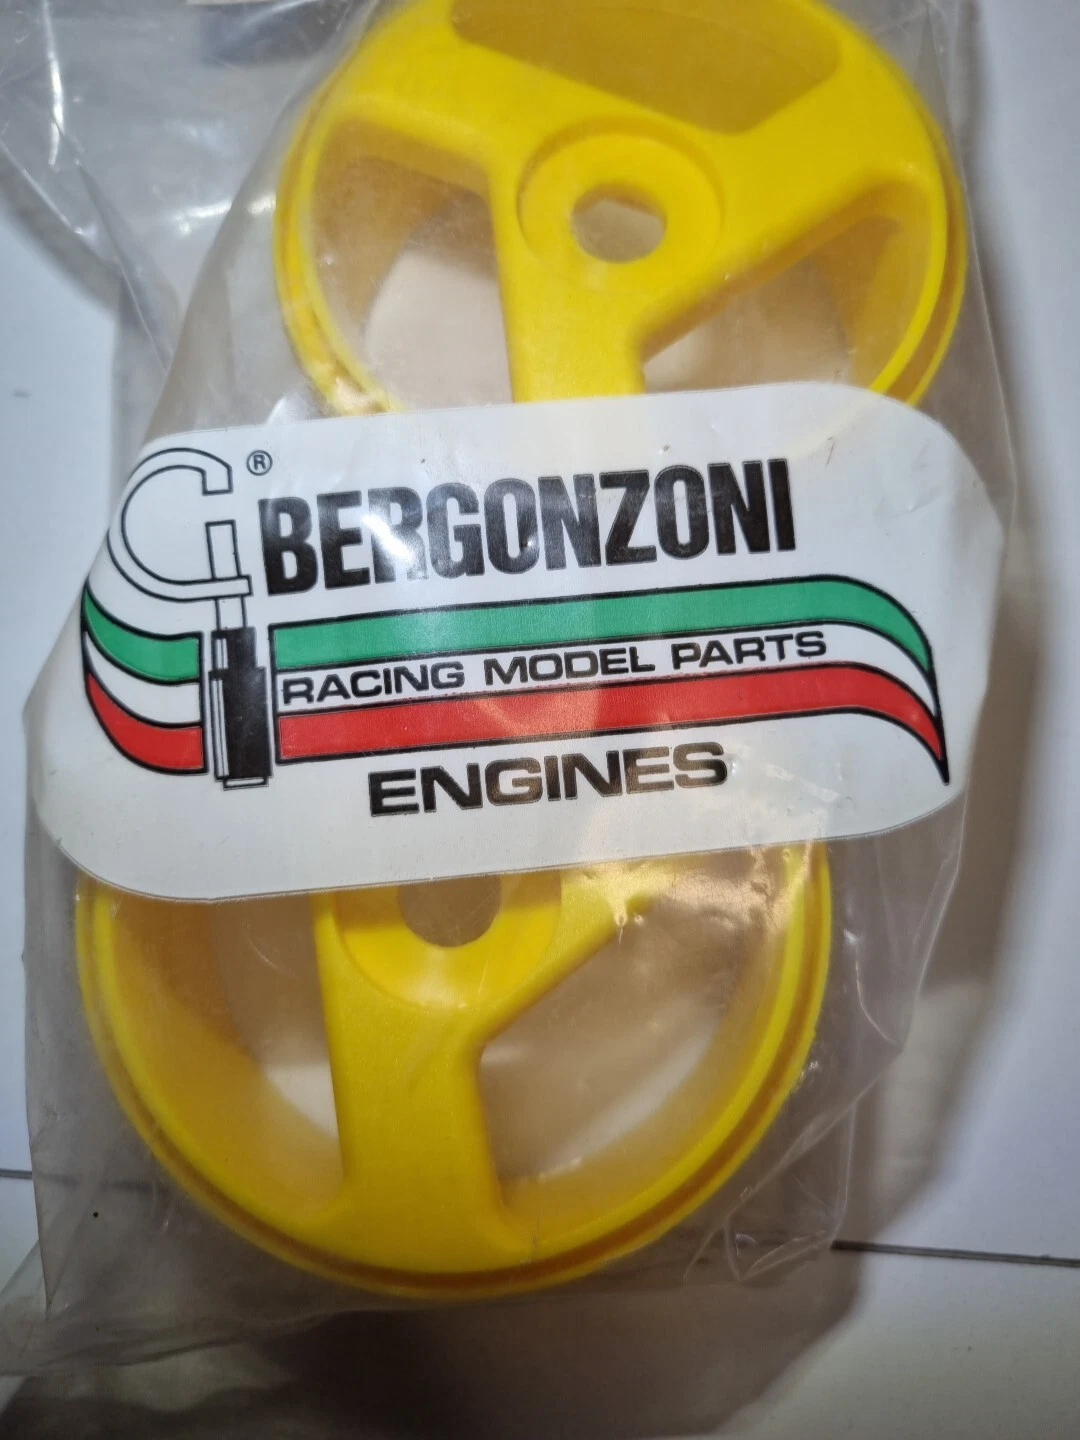 ®
BERGONZONI
RACING MODEL PARTS
ENGINES